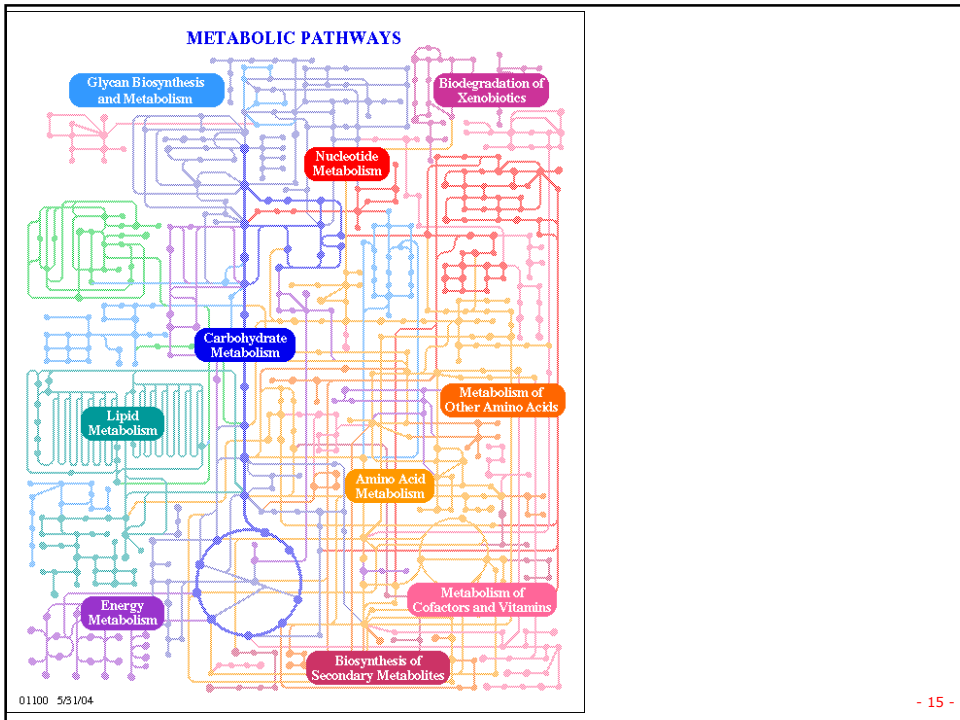 METABOLIC PATHWAYS
Glycan Biosynthesis
and Metabolism
Biodegradation of
Xenobiotics
Nucleotide
Metabolism
Carbohydrate
Metabolism
Metabolism of
Other Amino Acids
Lipid
Metabolism
Amino Acid
Metabolism
Metabolism of
Cofactors and Vitamins
Energy
Metabolism
Biosynthesis of
Secondary Metabolites
01100 5/31/04
- 15 -